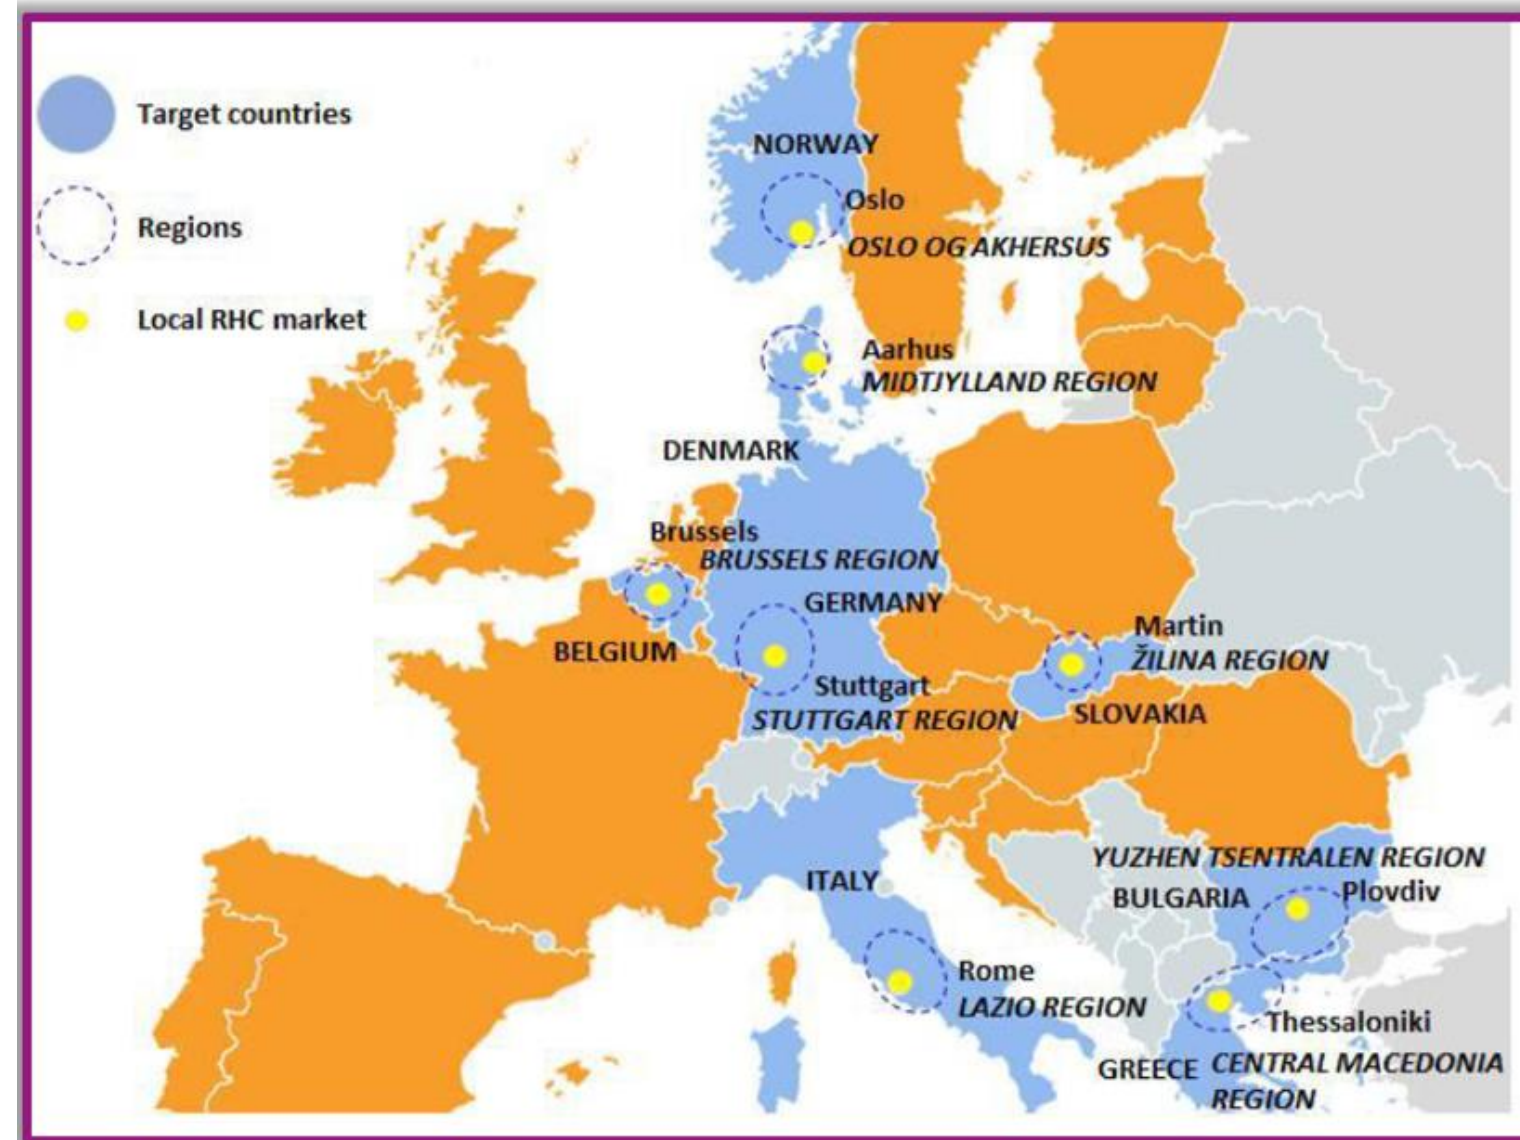 Target countries
Regions
Local RHC market
NORWAY
Oslo
OSLO OG AKHERSUS
Aarhus
MIDTJYLLAND REGION
DENMARK
Brussels
BRUSSELS REGION
GERMANY
BELGIUM
Martin
ŽILINA REGION
Stuttgart
STUTTGART REGION
SLOVAKIA
YUZHEN TSENTRALEN REGION
ITALY
BULGARIA
Plovdiv
Rome
LAZIO REGION
Thessaloniki
GREECE
CENTRAL MACEDONIA
REGION